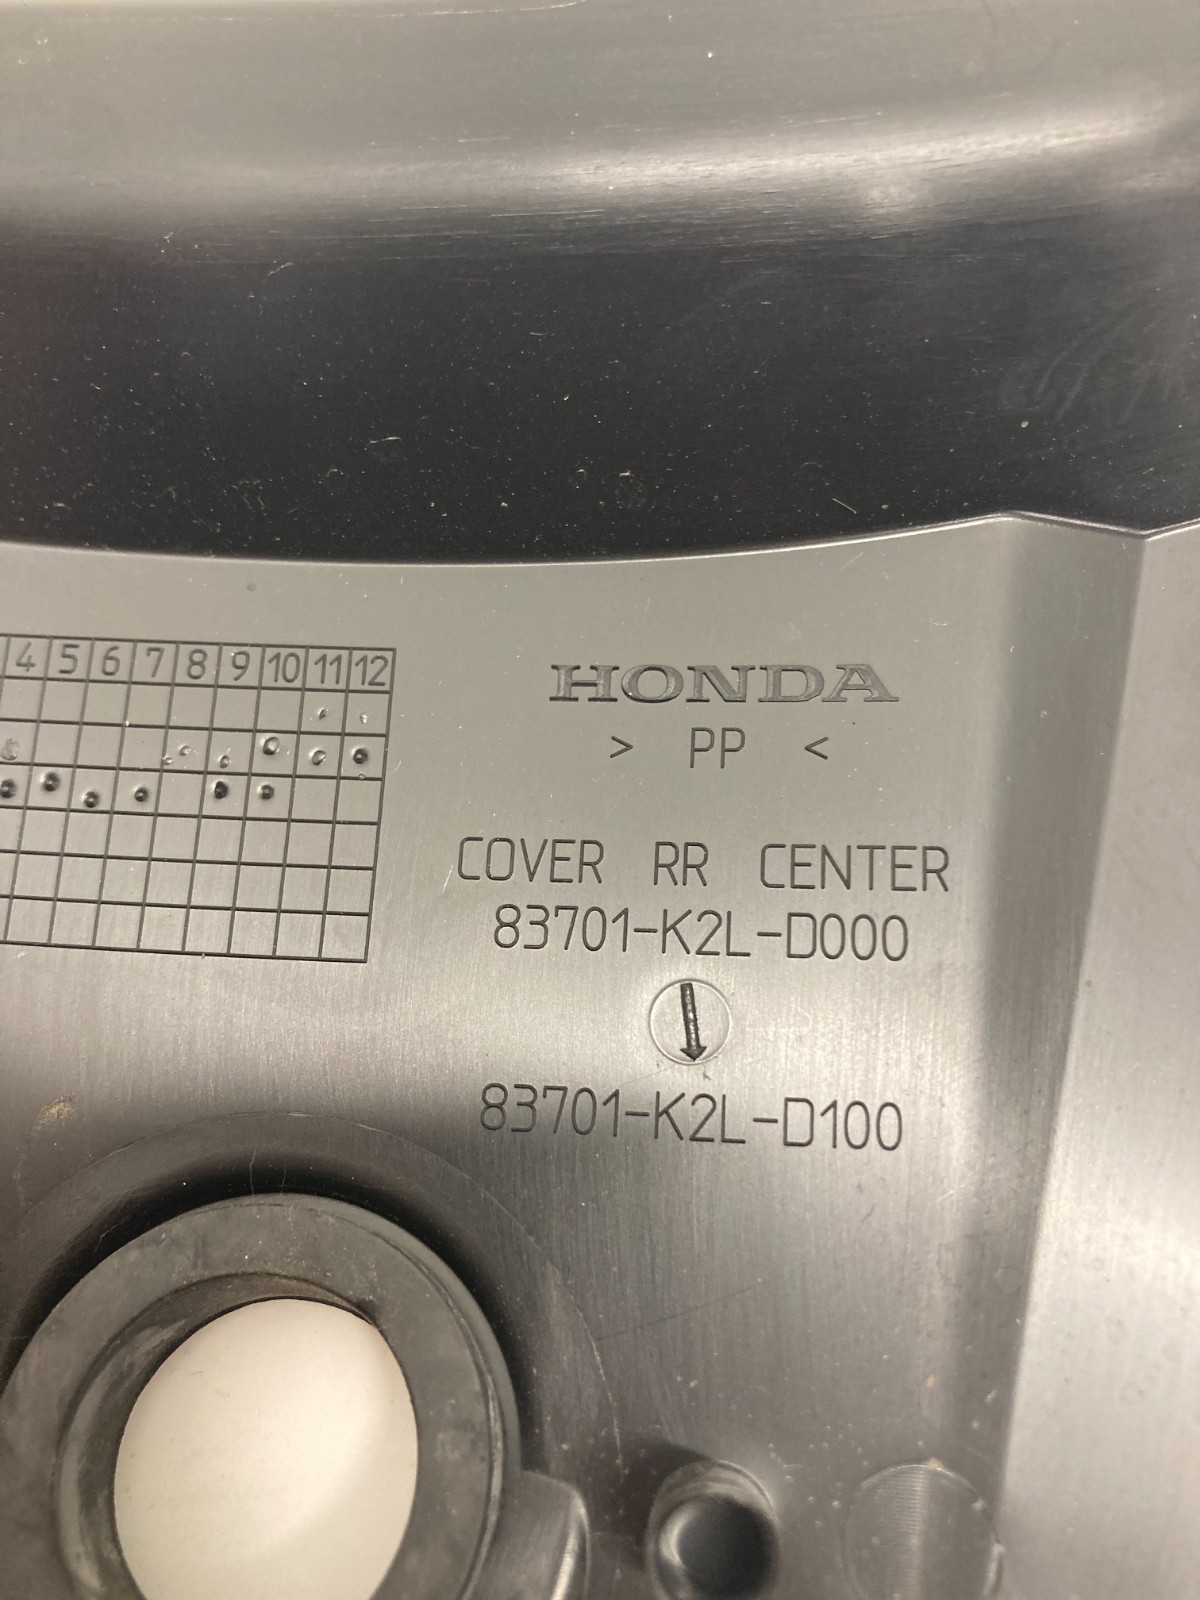 4 5 6 7 8 9 10 11 12
HONDA
> PP <
COVER RR CENTER
83701-K2L-D000
83701-K2L-D100